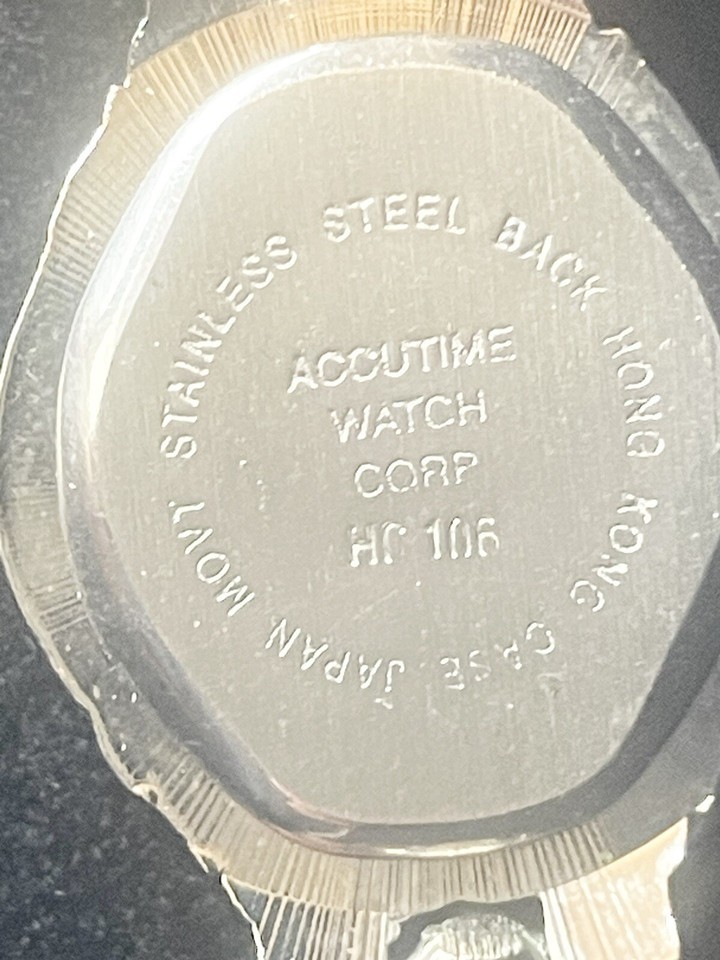 STAINLESS STEEL BACK HONG KONG CASE JAPAN MOVT
ACCUTIME
WATCH
CORP
HC 106